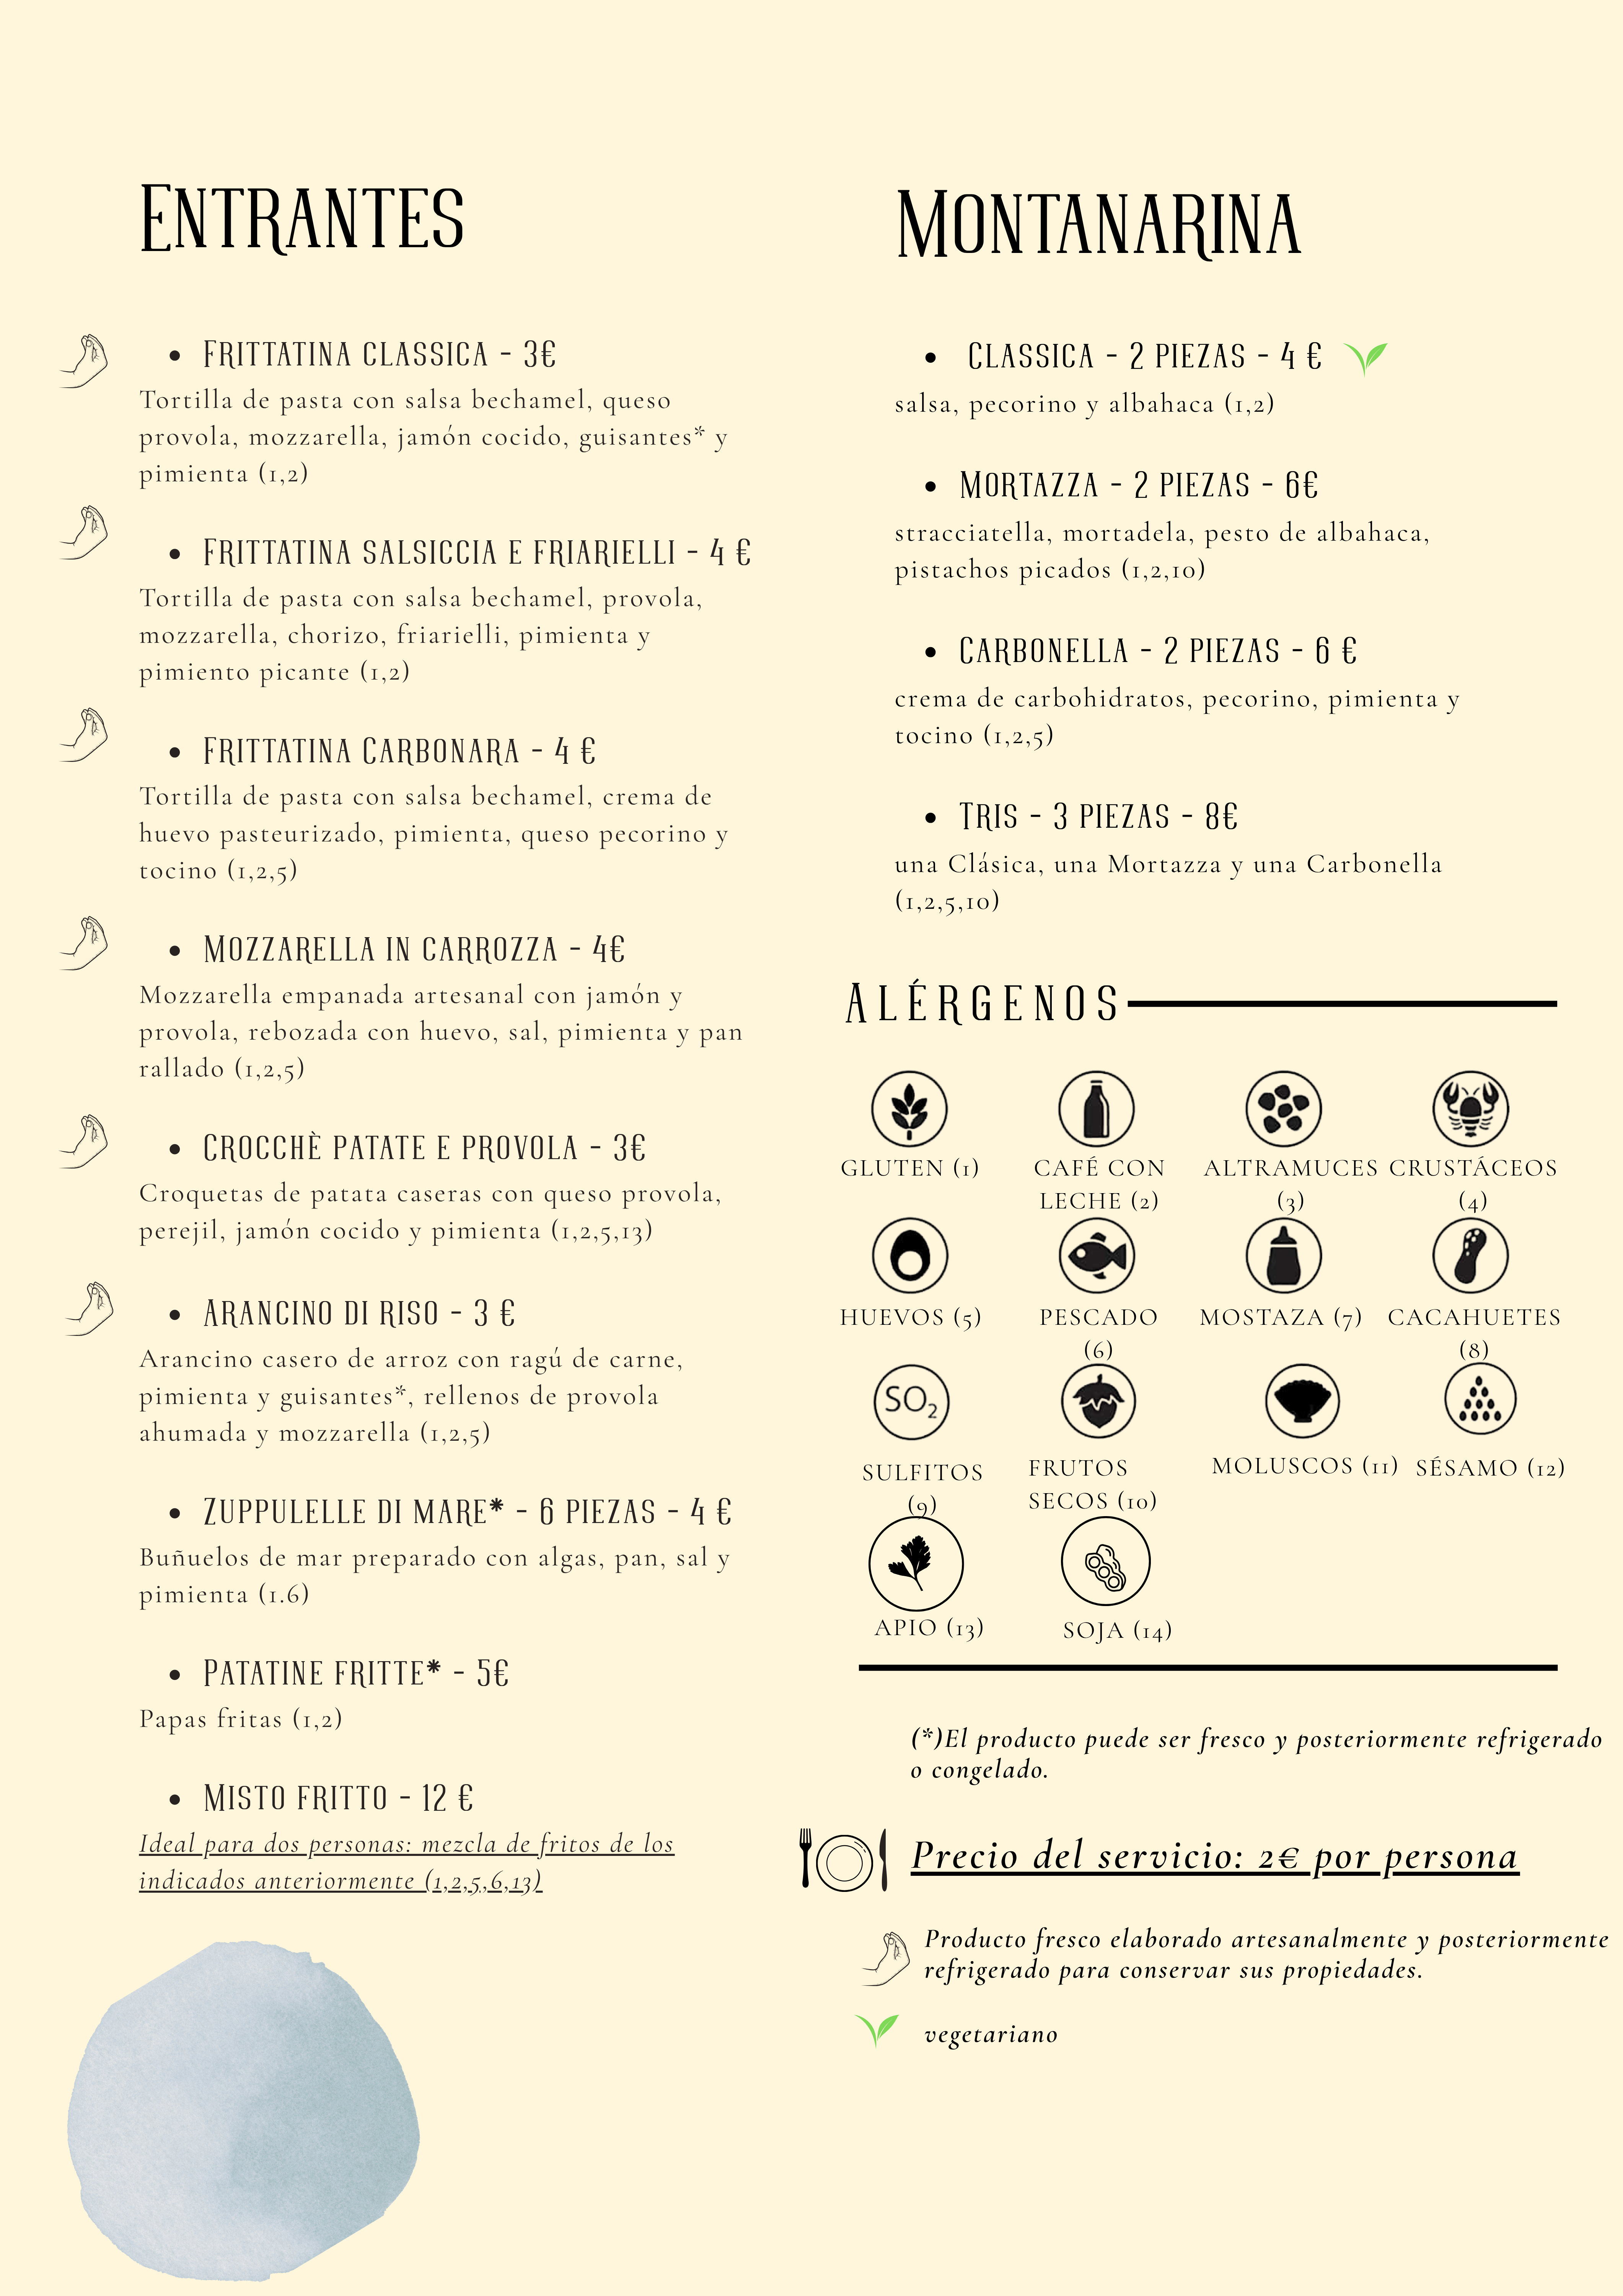 Entrantes
• Frittatina classica - 3€
Tortilla de pasta con salsa bechamel, queso
provola, mozzarella, jamón cocido, guisantes* y
pimienta (1,2)
• Frittatina salsiccia e friarielli - 4 €
Tortilla de pasta con salsa bechamel, provola,
mozzarella, chorizo, friarielli, pimienta y
pimiento picante (1,2)
• Frittatina Carbonara - 4 €
Tortilla de pasta con salsa bechamel, crema de
huevo pasteurizado, pimienta, queso pecorino y
tocino (1,2,5)
• Mozzarella in carrozza - 4€
Mozzarella empanada artesanal con jamón y
provola, rebozada con huevo, sal, pimienta y pan
rallado (1,2,5)
• Crocchè patate e provola - 3€
Croquetas de patata caseras con queso provola,
perejil, jamón cocido y pimienta (1,2,5,13)
• Arancino di riso - 3 €
Arancino casero de arroz con ragú de carne,
pimienta y guisantes*, rellenos de provola
ahumada y mozzarella (1,2,5)
• Zuppulelle di mare* - 6 piezas - 4 €
Buñuelos de mar preparado con algas, pan, sal y
pimienta (1.6)
• Patatine fritte* - 5€
Papas fritas (1,2)
• Misto fritto - 12 €
Ideal para dos personas: mezcla de fritos de los
indicados anteriormente (1,2,5,6,13)
Montanarina
• Classica - 2 piezas - 4 €
salsa, pecorino y albahaca (1,2)
• Mortazza - 2 piezas - 6€
stracciatella, mortadela, pesto de albahaca,
pistachos picados (1,2,10)
• Carbonella - 2 piezas - 6 €
crema de carbohidratos, pecorino, pimienta y
tocino (1,2,5)
• Tris - 3 piezas - 8€
una Clásica, una Mortazza y una Carbonella
(1,2,5,10)
Alérgenos
GLUTEN (1)
CAFÉ CON
LECHE (2)
ALTRAMUCES
(3)
CRUSTÁCEOS
(4)
HUEVOS (5)
PESCADO
(6)
MOSTAZA (7)
CACAHUETES
(8)
SO2
SULFITOS
(9)
FRUTOS
SECOS (10)
MOLUSCOS (11)
SÉSAMO (12)
APIO (13)
SOJA (14)
(*)El producto puede ser fresco y posteriormente refrigerado
o congelado.
Precio del servicio: 2€ por persona
Producto fresco elaborado artesanalmente y posteriormente
refrigerado para conservar sus propiedades.
vegetariano